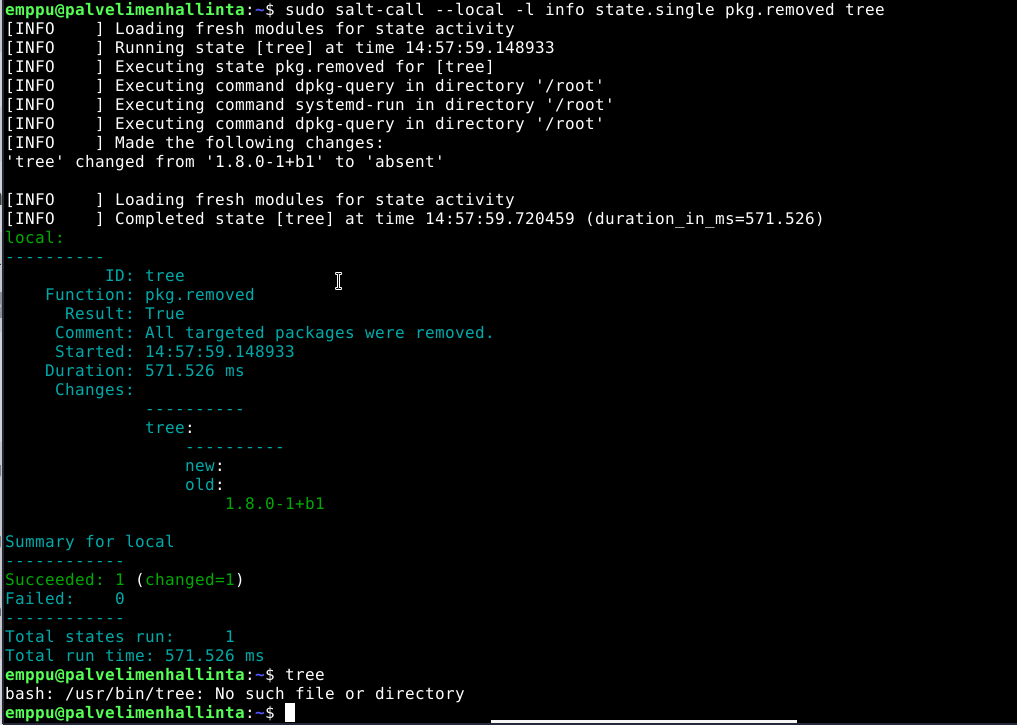 emppu@palvelimenhallinta:~$ sudo salt-call --local -l info state.single pkg.removed tree
[INFO    ] Loading fresh modules for state activity
[INFO    ] Running state [tree] at time 14:57:59.148933
[INFO    ] Executing state pkg.removed for [tree]
[INFO    ] Executing command dpkg-query in directory '/root'
[INFO    ] Executing command systemd-run in directory '/root'
[INFO    ] Executing command dpkg-query in directory '/root'
[INFO    ] Made the following changes:
'tree' changed from '1.8.0-1+b1' to 'absent'

[INFO    ] Loading fresh modules for state activity
[INFO    ] Completed state [tree] at time 14:57:59.720459 (duration_in_ms=571.526)
local:
----------
          ID: tree
    Function: pkg.removed
      Result: True
     Comment: All targeted packages were removed.
     Started: 14:57:59.148933
    Duration: 571.526 ms
     Changes:
              ----------
              tree:
                  ----------
                  new:
                  old:
                      1.8.0-1+b1

Summary for local
------------
Succeeded: 1 (changed=1)
Failed:    0
------------
Total states run:     1
Total run time: 571.526 ms
emppu@palvelimenhallinta:~$ tree
bash: /usr/bin/tree: No such file or directory
emppu@palvelimenhallinta:~$